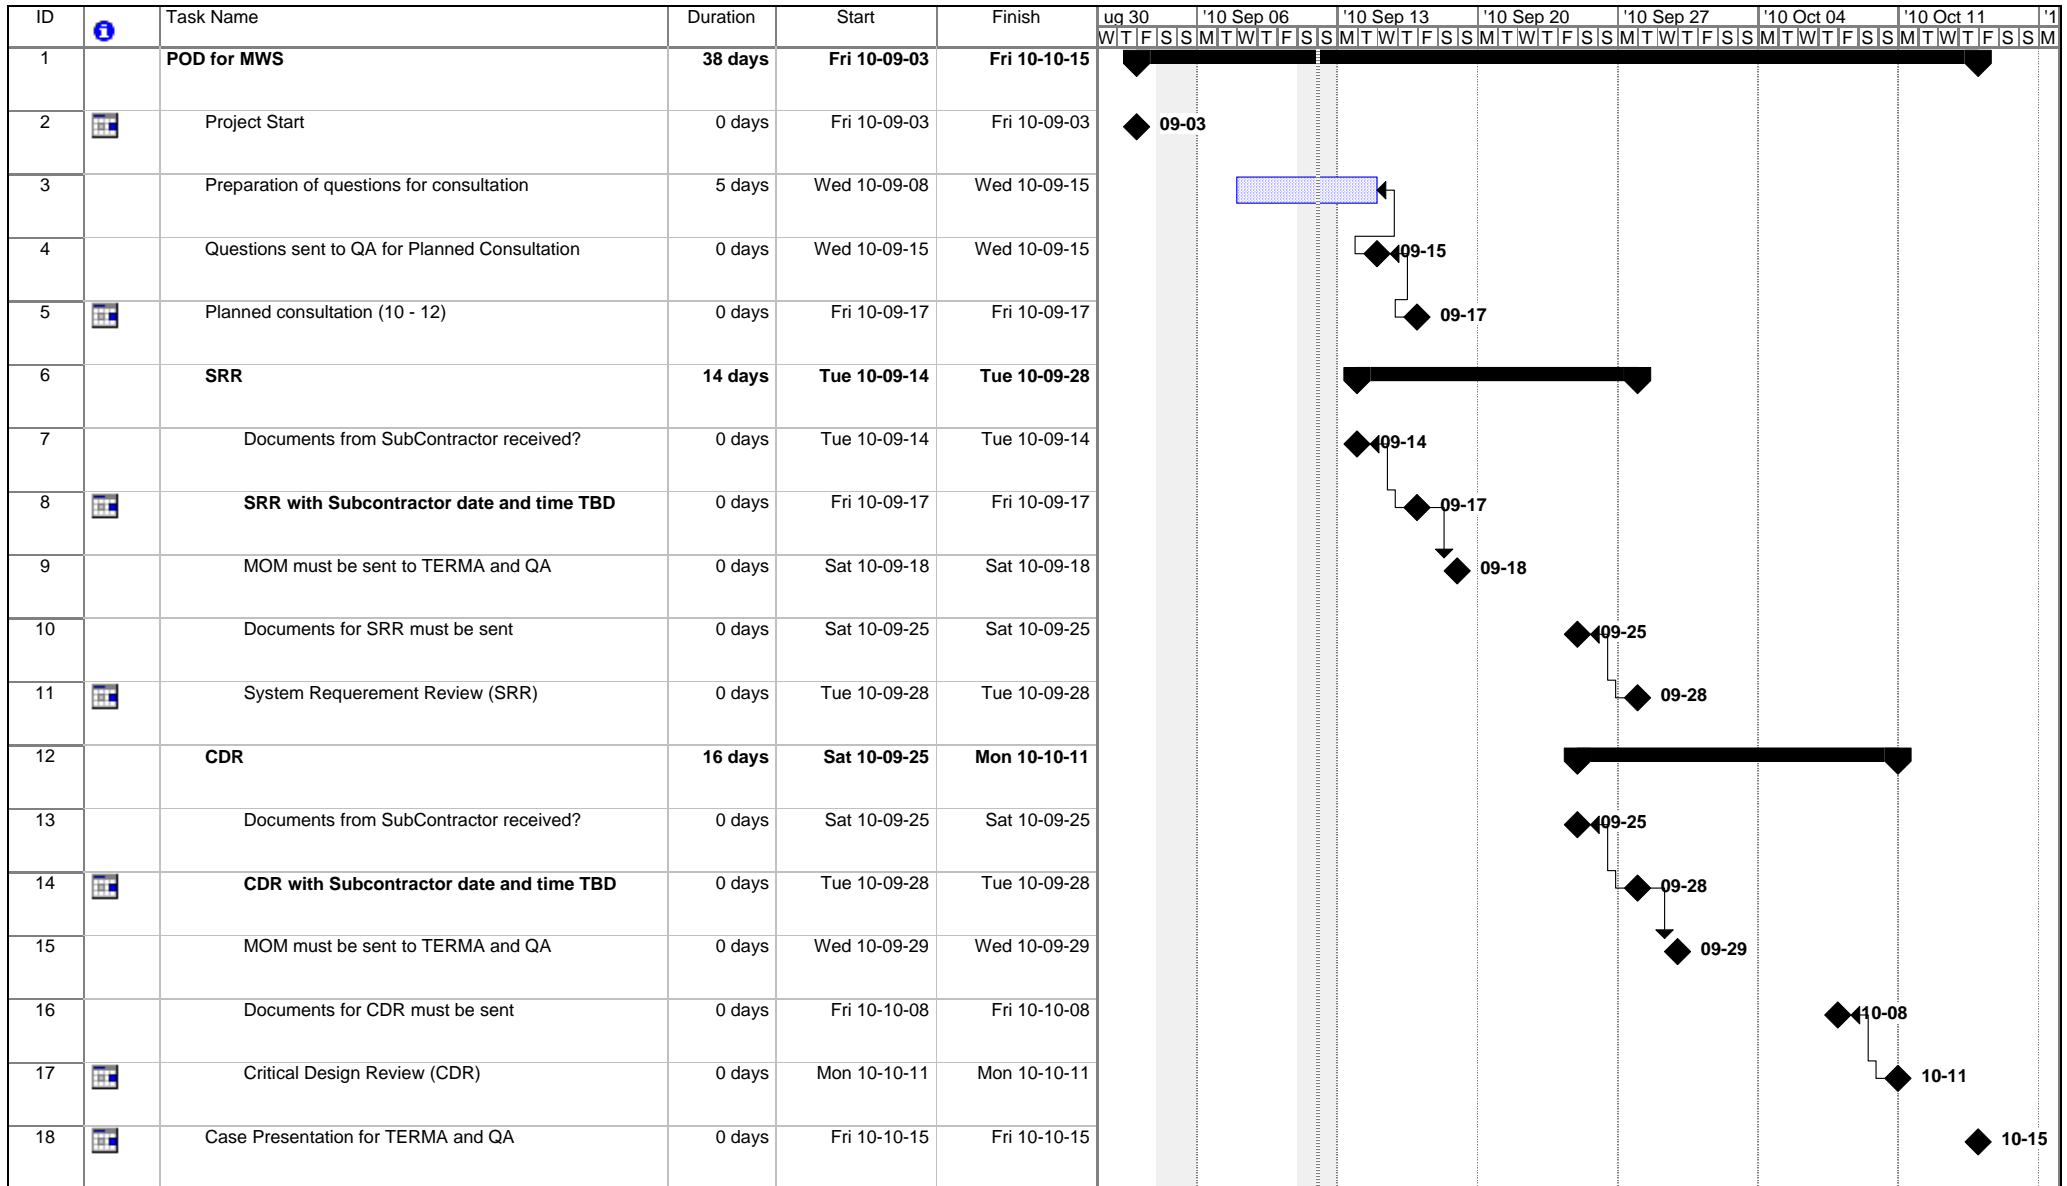 ID Task Name Duration Start Finish ug 30 '10 Sep 06 '10 Sep 13 '10 Sep 20 '10 Sep 27 '10 Oct 04 '10 Oct 11 '1
W T F S S M T W T F S S M T W T F S S M T W T F S S M T W T F S S M T W T F S S M T W T F S S M
1 POD for MWS 38 days Fri 10-09-03 Fri 10-10-15
2 Project Start 0 days Fri 10-09-03 Fri 10-09-03 09-03
3 Preparation of questions for consultation 5 days Wed 10-09-08 Wed 10-09-15
4 Questions sent to QA for Planned Consultation 0 days Wed 10-09-15 Wed 10-09-15 09-15
5 Planned consultation (10 - 12) 0 days Fri 10-09-17 Fri 10-09-17 09-17
6 SRR 14 days Tue 10-09-14 Tue 10-09-28
7 Documents from SubContractor received? 0 days Tue 10-09-14 Tue 10-09-14 09-14
8 SRR with Subcontractor date and time TBD 0 days Fri 10-09-17 Fri 10-09-17 09-17
9 MOM must be sent to TERMA and QA 0 days Sat 10-09-18 Sat 10-09-18 09-18
10 Documents for SRR must be sent 0 days Sat 10-09-25 Sat 10-09-25 09-25
11 System Requerement Review (SRR) 0 days Tue 10-09-28 Tue 10-09-28 09-28
12 CDR 16 days Sat 10-09-25 Mon 10-10-11
13 Documents from SubContractor received? 0 days Sat 10-09-25 Sat 10-09-25 09-25
14 CDR with Subcontractor date and time TBD 0 days Tue 10-09-28 Tue 10-09-28 09-28
15 MOM must be sent to TERMA and QA 0 days Wed 10-09-29 Wed 10-09-29 09-29
16 Documents for CDR must be sent 0 days Fri 10-10-08 Fri 10-10-08 10-08
17 Critical Design Review (CDR) 0 days Mon 10-10-11 Mon 10-10-11 10-11
18 Case Presentation for TERMA and QA 0 days Fri 10-10-15 Fri 10-10-15 10-15